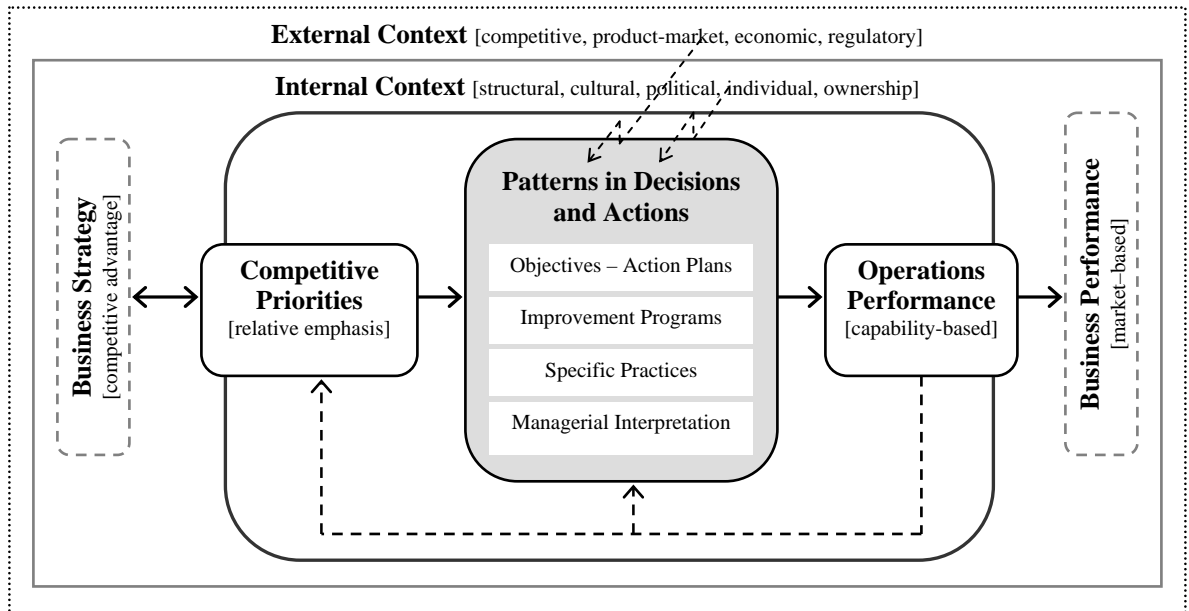 External Context [competitive, product-market, economic, regulatory]
Internal Context [structural, cultural, political, individual, ownership]
Business Strategy
[competitive advantage]
Competitive
Priorities
[relative emphasis]
Patterns in Decisions
and Actions
Objectives – Action Plans
Improvement Programs
Specific Practices
Managerial Interpretation
Operations
Performance
[capability-based]
Business Performance
[market–based]